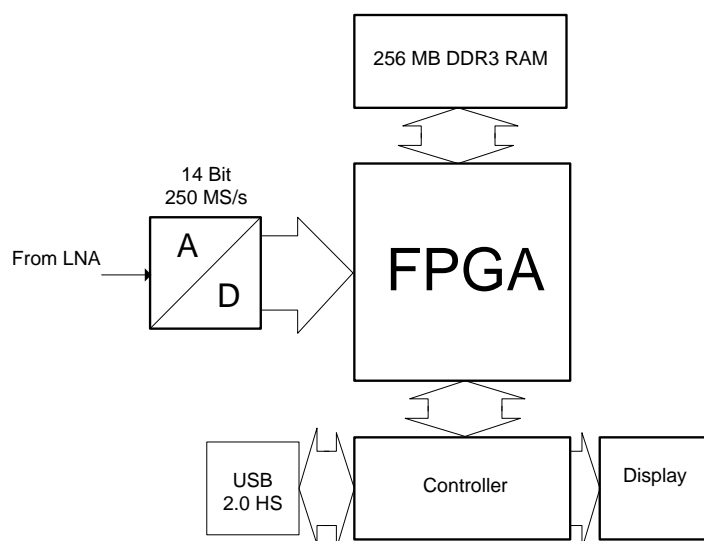 256 MB DDR3 RAM
14 Bit
250 MS/s
From LNA
A
D
FPGA
USB
2.0 HS
Controller
Display